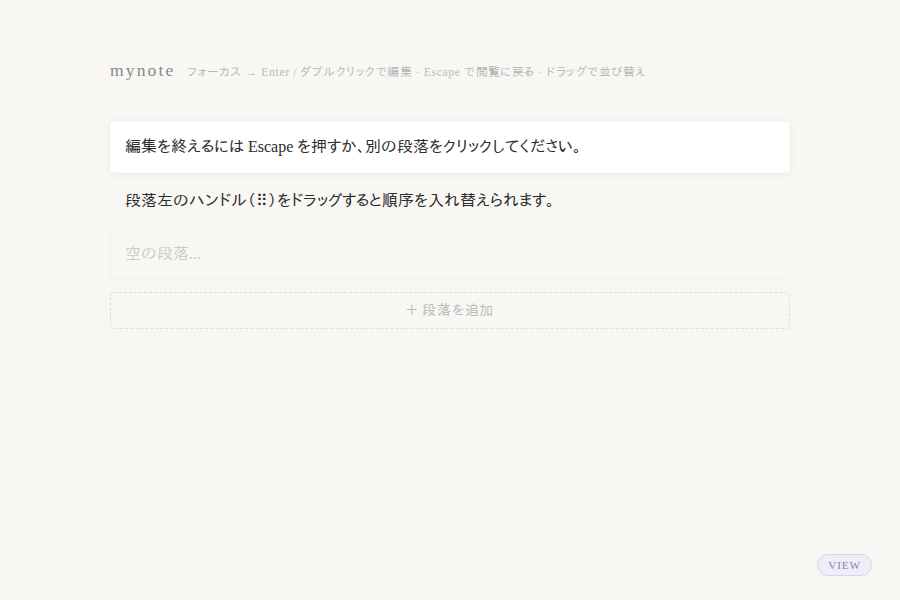 mynote フォーカス → Enter / ダブルクリックで編集 · Escape で閲覧に戻る · ドラッグで並び替え
編集を終えるには Escape を押すか、別の段落をクリックしてください。
段落左のハンドル（⠿）をドラッグすると順序を入れ替えられます。
空の段落...
＋ 段落を追加
VIEW